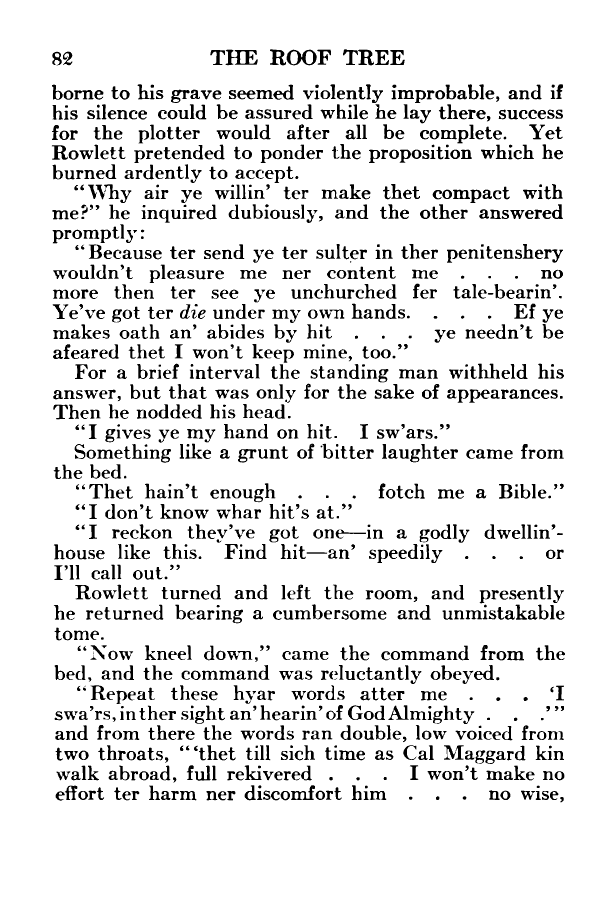 82 THE ROOF TREE
borne to his grave seemed violently improbable, and if
his silence could be assured while he lay there, success
for the plotter would after all be complete. Yet
Rowlett pretended to ponder the proposition which he
burned ardently to accept.
"Why air ye willin' ter make thet compact with
me?" he inquired dubiously, and the other answered
promptly:
"Because ter send ye ter sulter in ther penitenshery
wouldn't pleasure me ner content me . . . no
more then ter see ye unchurched fer tale-bearin'.
Ye've got ter die under my own hands. . . . Ef ye
makes oath an' abides by hit . . . ye needn't be
afeared thet I won't keep mine, too."
For a brief interval the standing man withheld his
answer, but that was only for the sake of appearances.
Then he nodded his head.
"I gives ye my hand on hit. I sw'ars."
Something like a grunt of bitter laughter came from
the bed.
"Thet hain't enough . . . fotch me a Bible."
"I don't know whar hit's at."
"I reckon they've got one—in a godly dwellin'-
house like this. Find hit—an' speedily . . . or
I'll call out."
Rowlett turned and left the room, and presently
he returned bearing a cumbersome and unmistakable
tome.
"Now kneel down," came the command from the
bed, and the command was reluctantly obeyed.
"Repeat these hyar words atter me . . . 'I
swa'rs, in ther sight an' hearin' of God Almighty . . .'"
and from there the words ran double, low voiced from
two throats, "'thet till sich time as Cal Maggard kin
walk abroad, full rekivered . . . I won't make no
effort ter harm ner discomfort him . . . no wise,